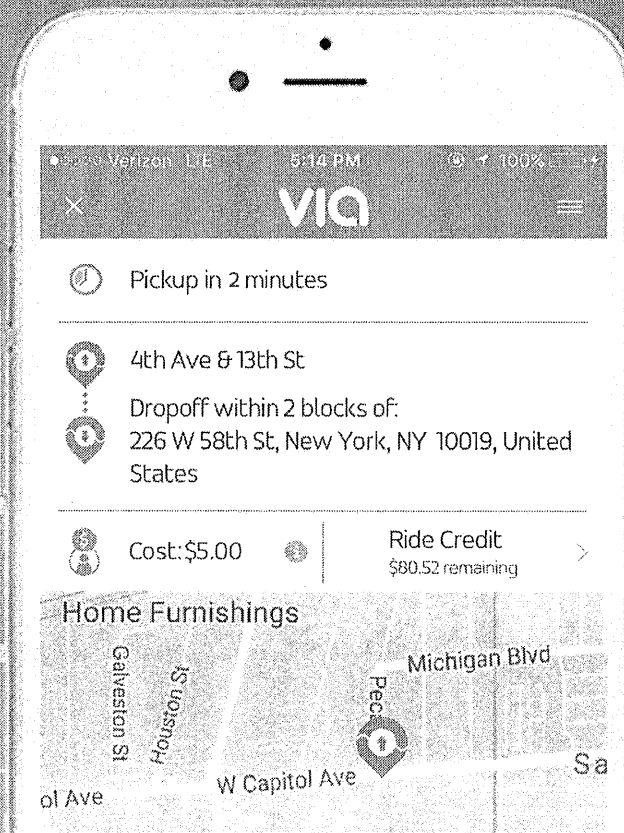 Verizon LTE 5:14 PM 100%
via
Pickup in 2 minutes
4th Ave & 13th St
Dropoff within 2 blocks of:
226 W 58th St, New York, NY 10019, United
States
Cost: $5.00
Ride Credit
$80.52 remaining
Home Furnishings
Galveston St
Houston St
Michigan Blvd
Pec
W Capitol Ave
Sa
ol Ave